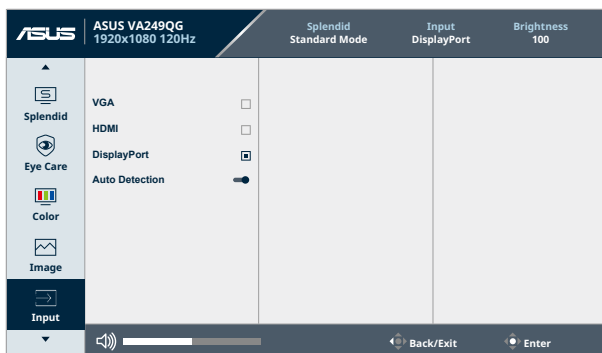 ASUS
ASUS VA249QG
1920x1080 120Hz
Splendid
Standard Mode
Input
DisplayPort
Brightness
100
S
Splendid
Eye Care
Color
Image
Input
VGA
HDMI
DisplayPort
Auto Detection
Back/Exit
Enter